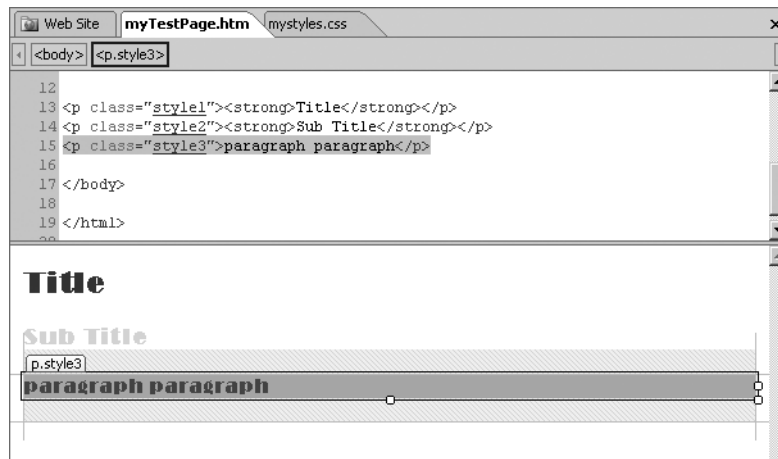 Web Site myTestPage.htm mystyles.css
<body> <p.style3>
12
13 <p class="style1"><strong>Title</strong></p>
14 <p class="style2"><strong>Sub Title</strong></p>
15 <p class="style3">paragraph paragraph</p>
16
17 </body>
18
19 </html>
20
Title
Sub Title
p.style3
paragraph paragraph